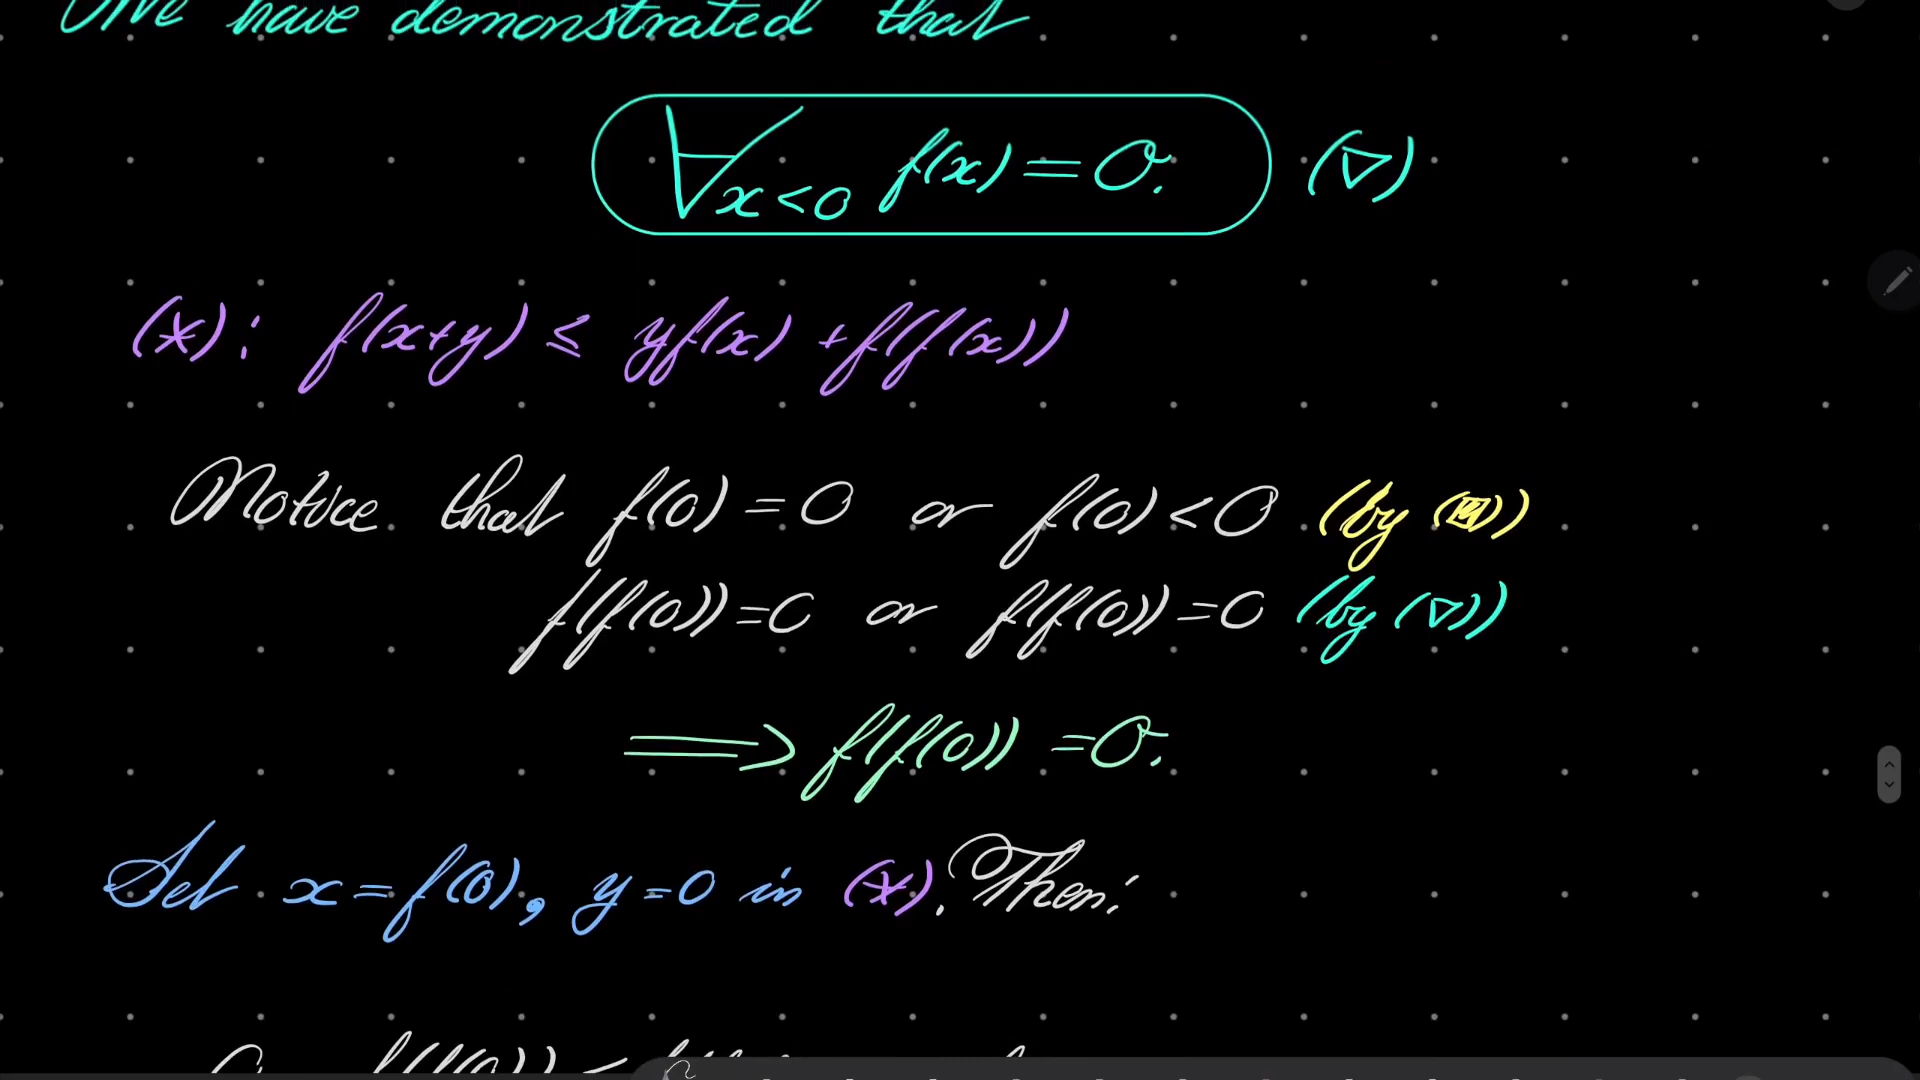 We have demonstrated that
∀x<0 f(x) = 0. (▽)
(*): f(x+y) ≤ yf(x) + f(f(x))
Notice that f(0) = 0 or f(0) < 0 (by (▣))
f(f(0)) = 0 or f(f(0)) = 0 (by (▽))
⟹ f(f(0)) = 0.
Set x = f(0), y = 0 in (*). Then: